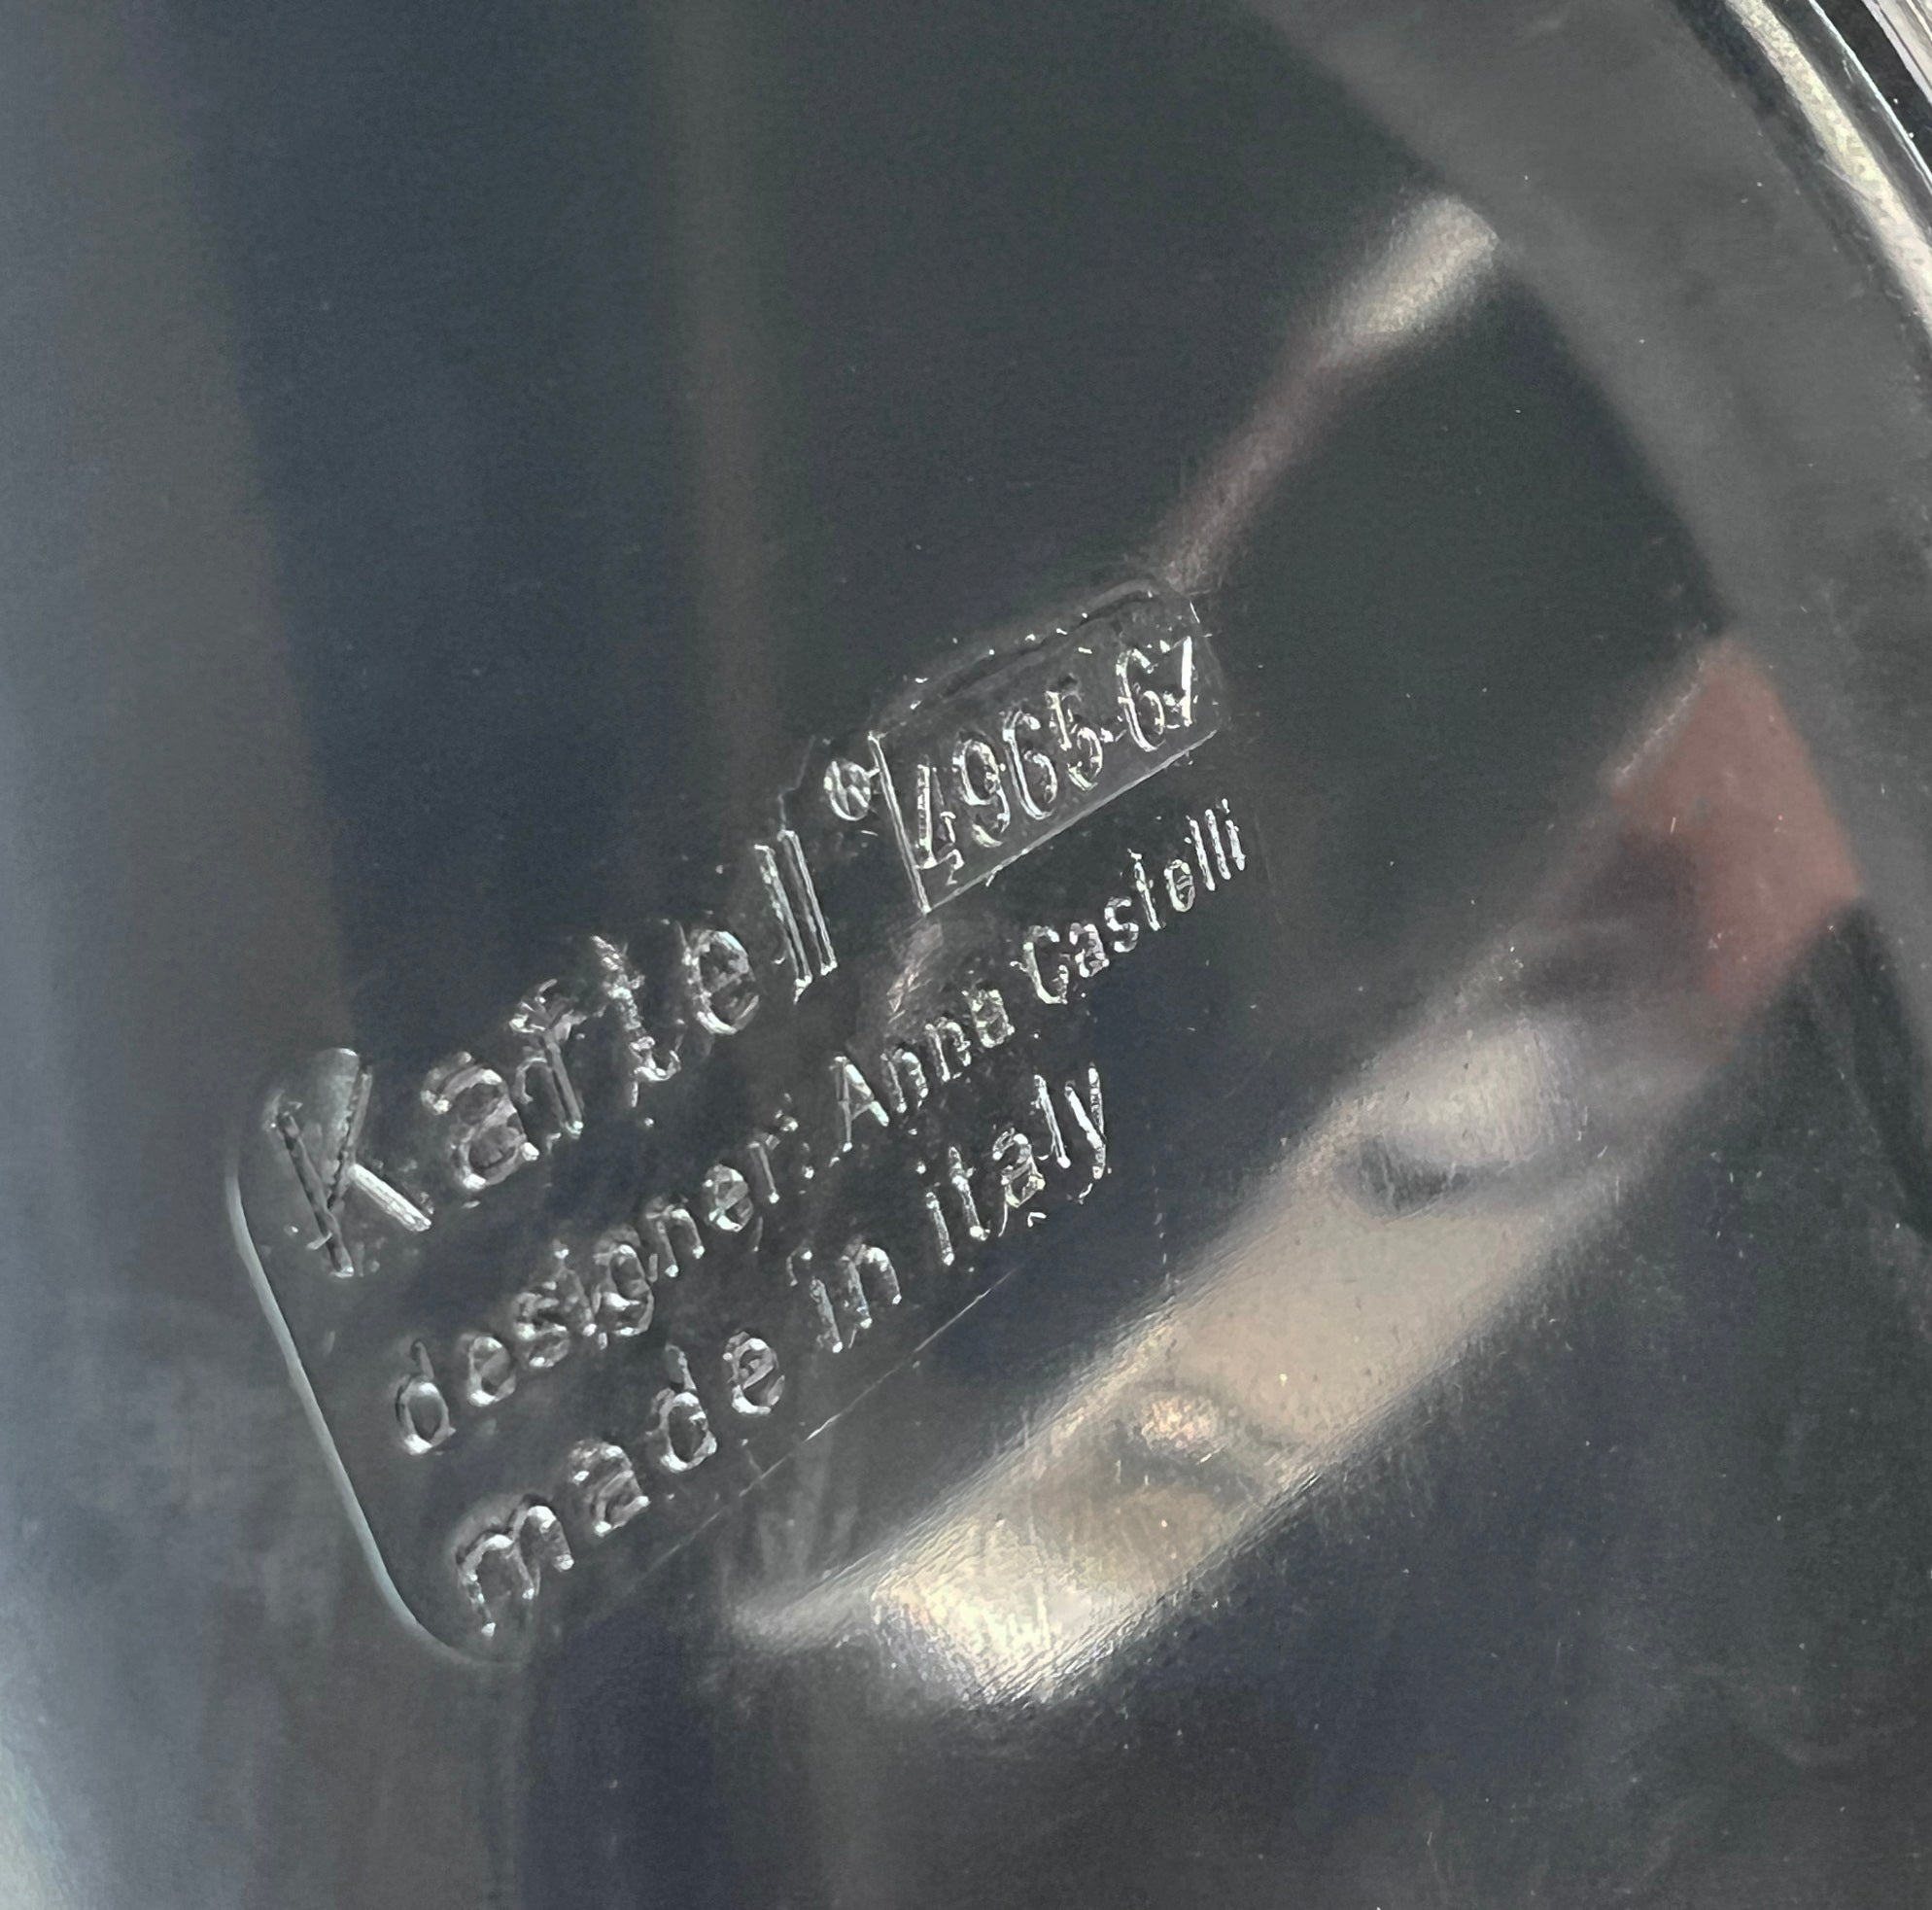 Kartell® 4965-67
designer: Anna Castelli
made in italy